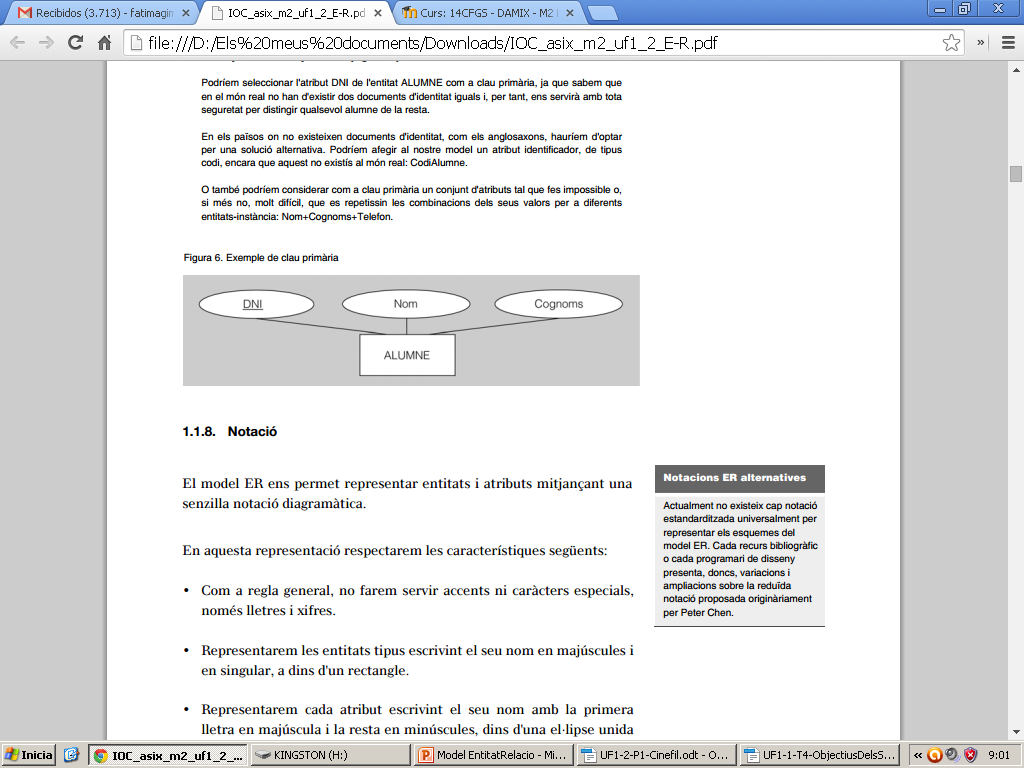 Recibidos (3.713) - fatimagim
IOC_asix_m2_uf1_2_E-R.pd
Curs: 14CFGS - DAMIX - M2
file:///D:/Els%20meus%20documents/Downloads/IOC_asix_m2_uf1_2_E-R.pdf
Podríem seleccionar l'atribut DNI de l'entitat ALUMNE com a clau primària, ja que sabem que
en el món real no han d'existir dos documents d'identitat iguals i, per tant, ens servirà amb tota
seguretat per distingir qualsevol alumne de la resta.
En els països on no existeixen documents d'identitat, com els anglosaxons, hauríem d'optar
per una solució alternativa. Podríem afegir al nostre model un atribut identificador, de tipus
codi, encara que aquest no existís al món real: CodiAlumne.
O també podríem considerar com a clau primària un conjunt d'atributs tal que fes impossible o,
si més no, molt difícil, que es repetissin les combinacions dels seus valors per a diferents
entitats-instància: Nom+Cognoms+Telefon.
Figura 6. Exemple de clau primària
DNI
Nom
Cognoms
ALUMNE
1.1.8. Notació
El model ER ens permet representar entitats i atributs mitjançant una
senzilla notació diagramàtica.
En aquesta representació respectarem les característiques següents:
• Com a regla general, no farem servir accents ni caràcters especials,
només lletres i xifres.
• Representarem les entitats tipus escrivint el seu nom en majúscules i
en singular, a dins d'un rectangle.
• Representarem cada atribut escrivint el seu nom amb la primera
lletra en majúscula i la resta en minúscules, dins d'una el·lipse unida
Notacions ER alternatives
Actualment no existeix cap notació
estandarditzada universalment per
representar els esquemes del
model ER. Cada recurs bibliogràfic
o cada programari de disseny
presenta, doncs, variacions i
ampliacions sobre la reduïda
notació proposada originàriament
per Peter Chen.
Inicia
IOC_asix_m2_uf1_2_...
KINGSTON (H:)
Model EntitatRelacio - Mi...
UF1-2-P1-Cinefil.odt - O...
UF1-1-T4-ObjectiusDelsS...
9:01